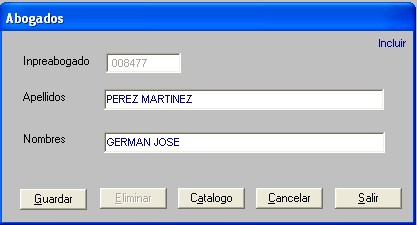 Abogados
Incluir
Inpreabogado 008477
Apellidos PEREZ MARTINEZ
Nombres GERMAN JOSE
Guardar Eliminar Catalogo Cancelar Salir